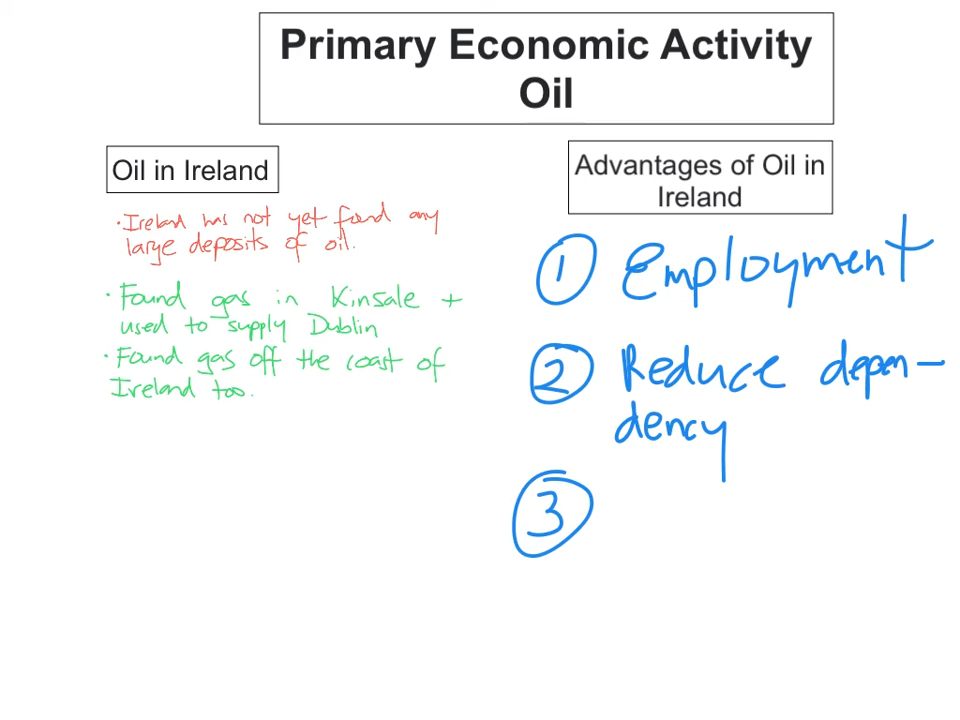 Primary Economic Activity
Oil
Oil in Ireland
· Ireland has not yet found any
large deposits of oil.
· Found gas in Kinsale +
used to supply Dublin
· Found gas off the coast of
Ireland too.
Advantages of Oil in
Ireland
1 Employment
2 Reduce depen-
dency
3